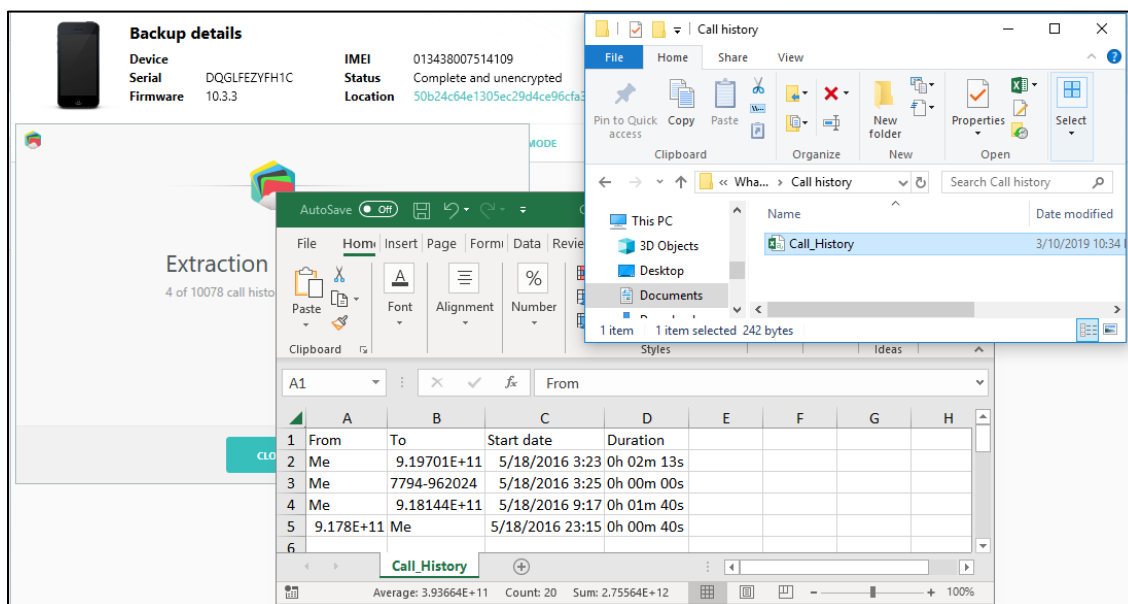 Backup details
Device
Serial DQGLFEZYFH1C
Firmware 10.3.3
IMEI 013438007514109
Status Complete and unencrypted
Location 50b24c64e1305ec29d4ce96cfa3
MODE
Extraction
4 of 10078 call histo
CLO
Call history
File Home Share View
Pin to Quick access
Copy
Paste
New folder
Properties
Select
Clipboard Organize New Open
« Wha... › Call history
Search Call history
This PC
3D Objects
Desktop
Documents
Name Date modified
Call_History 3/10/2019 10:34
1 item 1 item selected 242 bytes
AutoSave Off
File Hom Insert Page Form Data Revie
Paste
Font
Alignment
Number
Clipboard Styles Ideas
A1 fx From
A B C D E F G H
1 From To Start date Duration
2 Me 9.19701E+11 5/18/2016 3:23 0h 02m 13s
3 Me 7794-962024 5/18/2016 3:25 0h 00m 00s
4 Me 9.18144E+11 5/18/2016 9:17 0h 01m 40s
5 9.178E+11 Me 5/18/2016 23:15 0h 00m 40s
6
Call_History
Average: 3.93664E+11 Count: 20 Sum: 2.75564E+12 100%